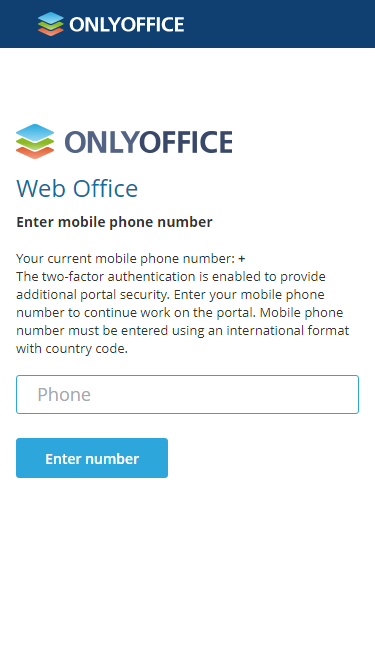 ONLYOFFICE
ONLYOFFICE
Web Office
Enter mobile phone number
Your current mobile phone number: +
The two-factor authentication is enabled to provide
additional portal security. Enter your mobile phone
number to continue work on the portal. Mobile phone
number must be entered using an international format
with country code.
Phone
Enter number